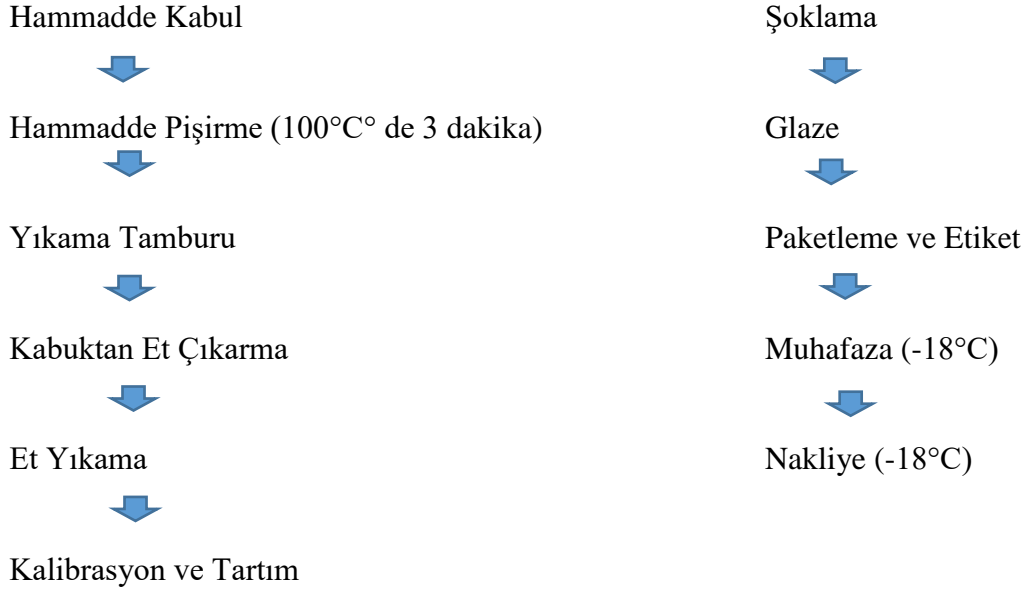 Hammadde Kabul
Hammadde Pişirme (100°C° de 3 dakika)
Yıkama Tamburu
Kabuktan Et Çıkarma
Et Yıkama
Kalibrasyon ve Tartım
Şoklama
Glaze
Paketleme ve Etiket
Muhafaza (-18°C)
Nakliye (-18°C)